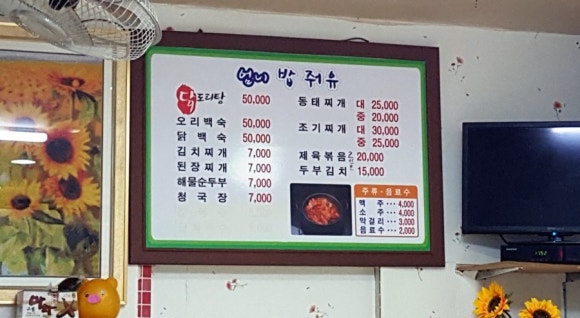 엄니 밥 줘유
닭도리탕 50,000
오리백숙 50,000
닭 백숙 50,000
김치찌개 7,000
된장찌개 7,000
해물순두부 7,000
청국장 7,000
동태찌개 대 25,000
중 20,000
조기찌개 대 30,000
중 25,000
제육볶음 20,000
두부김치 15,000
주류·음료수
맥주 ··· 4,000
소주 ··· 4,000
막걸리 ··· 3,000
음료수 ··· 2,000